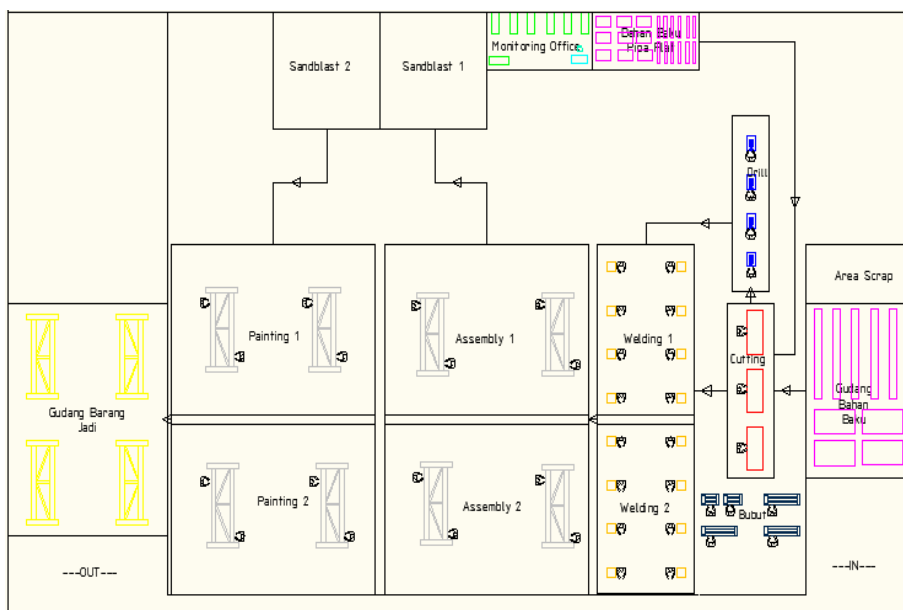 Sandblast 2
Sandblast 1
Monitoring Office
Bahan Baku
Pipa Plat
Drill
Area Scrap
Painting 1
Assembly 1
Welding 1
Cutting
Gudang
Bahan
Baku
Gudang Barang
Jadi
Painting 2
Assembly 2
Welding 2
Bubut
---OUT---
---IN---